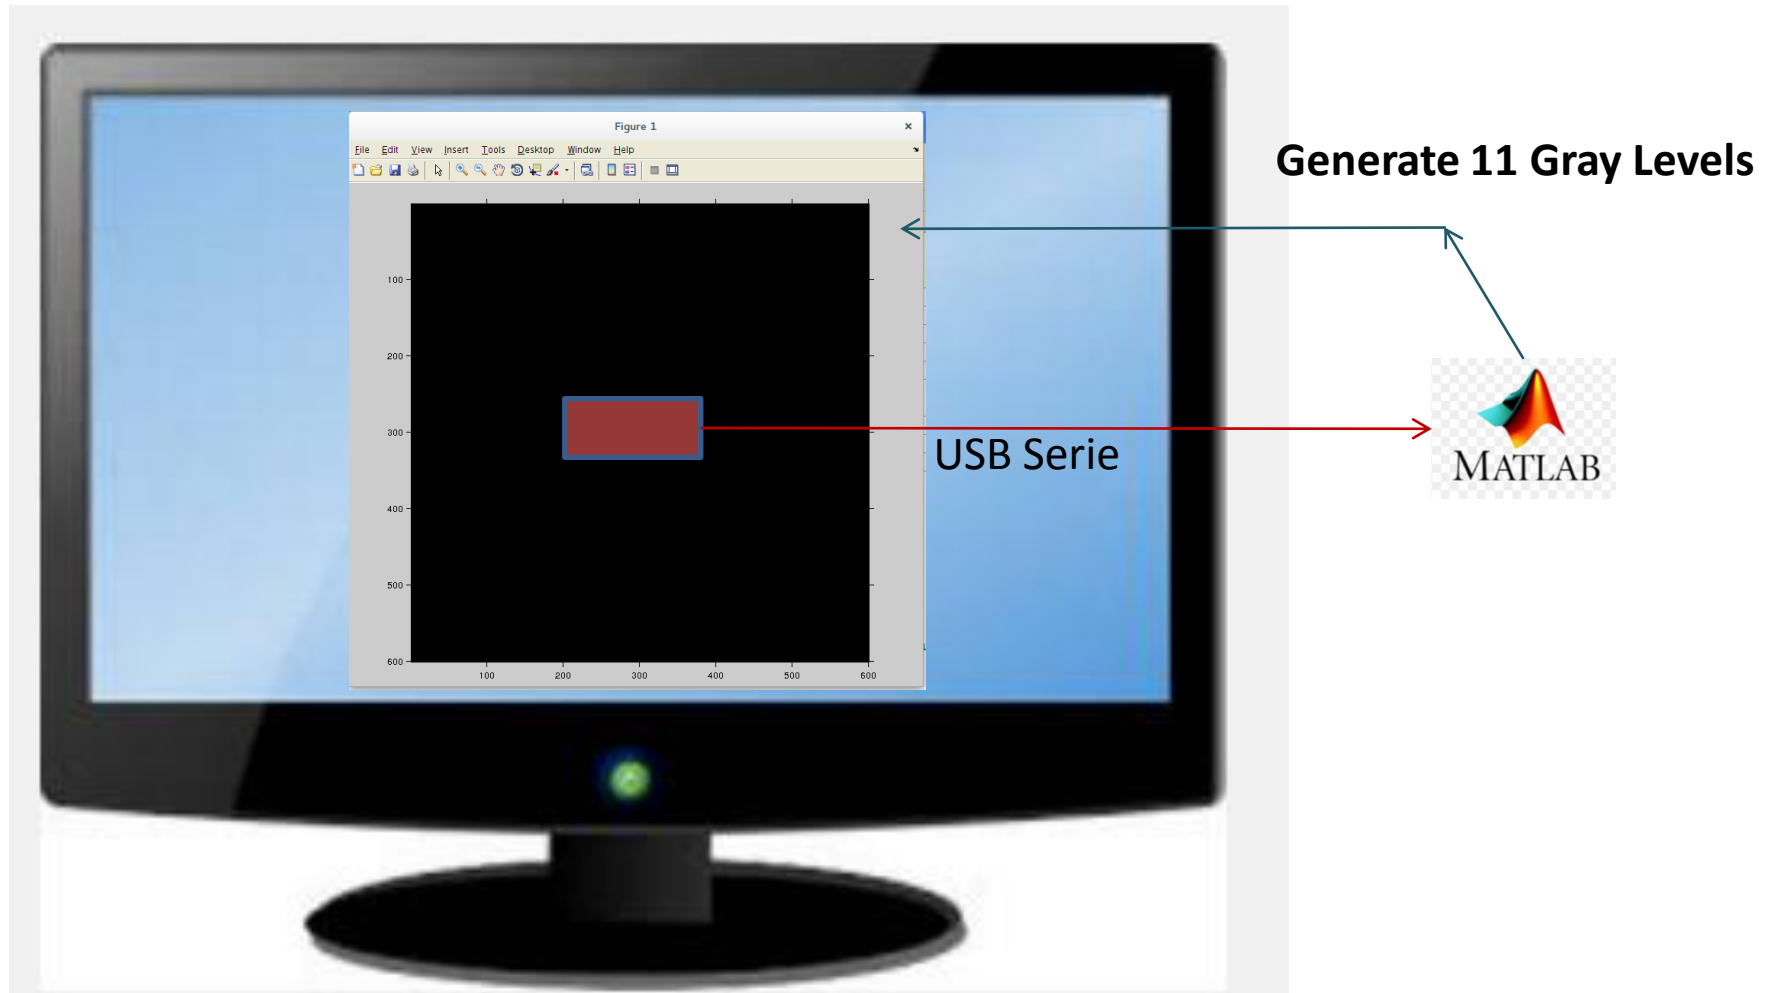 Figure 1
File Edit View Insert Tools Desktop Window Help
Generate 11 Gray Levels
100
200
300
400
500
600
100 200 300 400 500 600
USB Serie
MATLAB